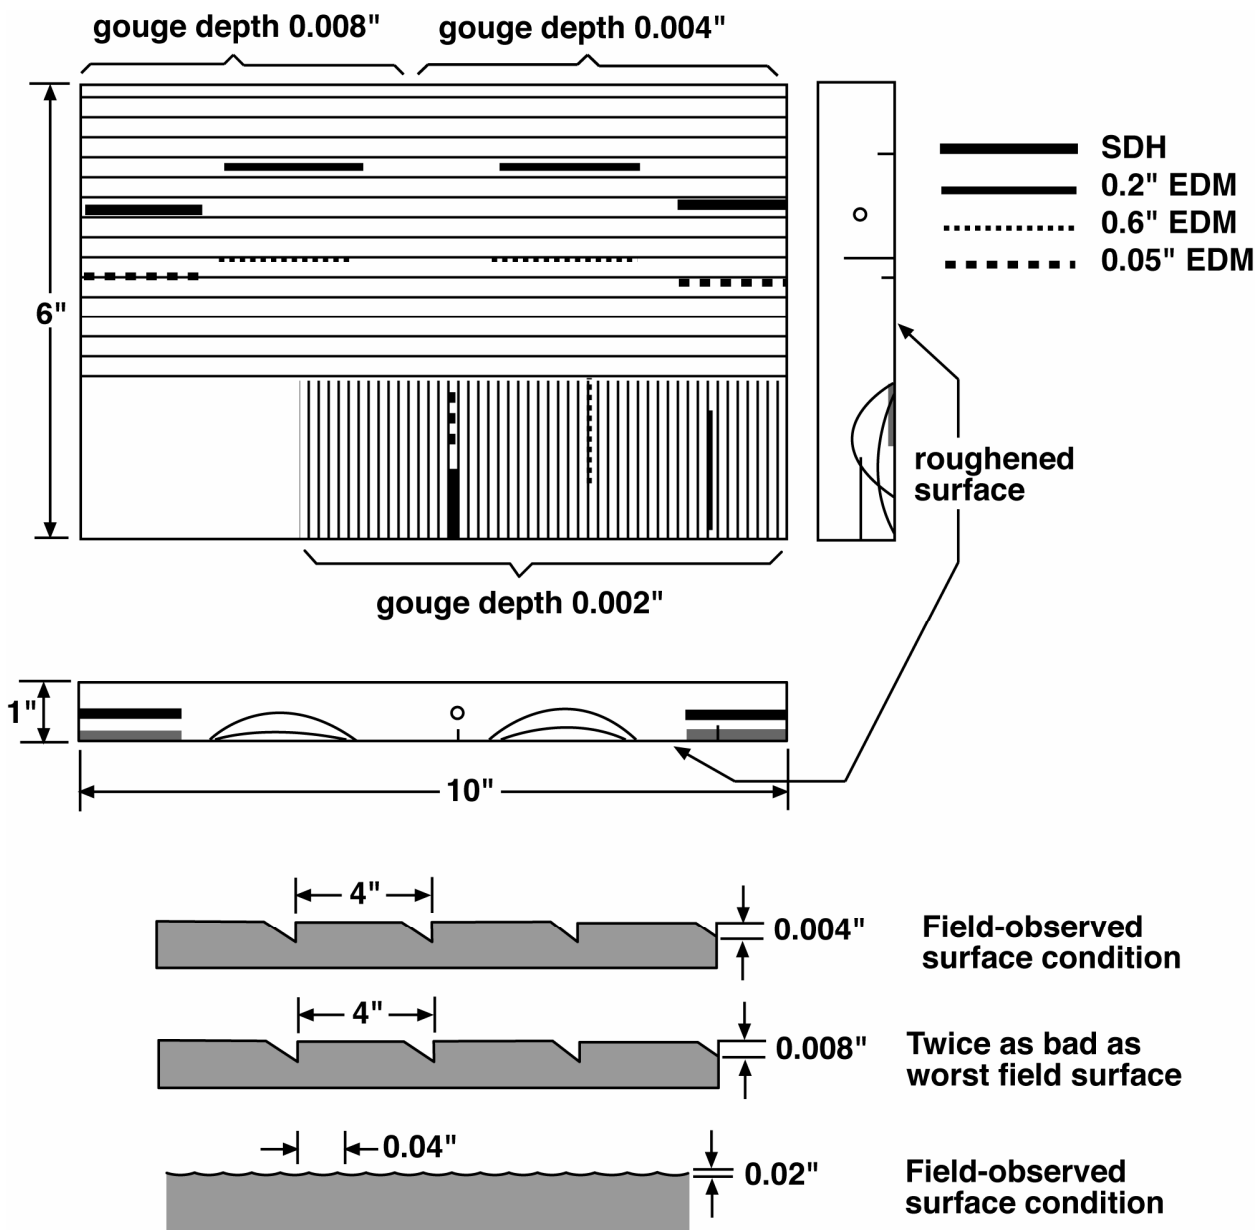 gouge depth 0.008"
gouge depth 0.004"
SDH
0.2" EDM
0.6" EDM
0.05" EDM
6"
roughened
surface
gouge depth 0.002"
1"
10"
4"
0.004"
Field-observed
surface condition
4"
0.008"
Twice as bad as
worst field surface
0.04"
0.02"
Field-observed
surface condition